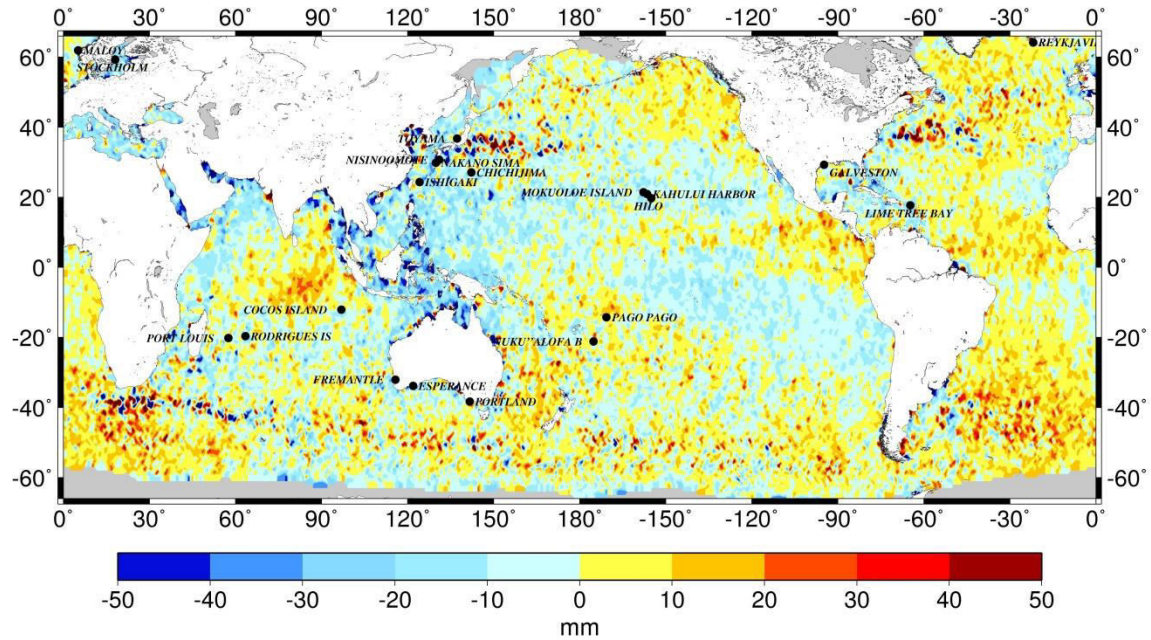 0° 30° 60° 90° 120° 150° 180° -150° -120° -90° -60° -30° 0°
60° MALOY REYKJAVI 60°
STOCKHOLM
40° TOYAMA 40°
NISINOOMOTE NAKANO SIMA GALVESTON
CHICHIJIMA
ISHIGAKI MOKUOLOE ISLAND KAHULUI HARBOR
20° HILO LIME TREE BAY 20°
0° 0°
COCOS ISLAND PAGO PAGO
-20° PORT LOUIS RODRIGUES IS NUKU''ALOFA B -20°
FREMANTLE ESPERANCE
-40° PORTLAND -40°
-60° -60°
0° 30° 60° 90° 120° 150° 180° -150° -120° -90° -60° -30° 0°
-50 -40 -30 -20 -10 0 10 20 30 40 50
mm